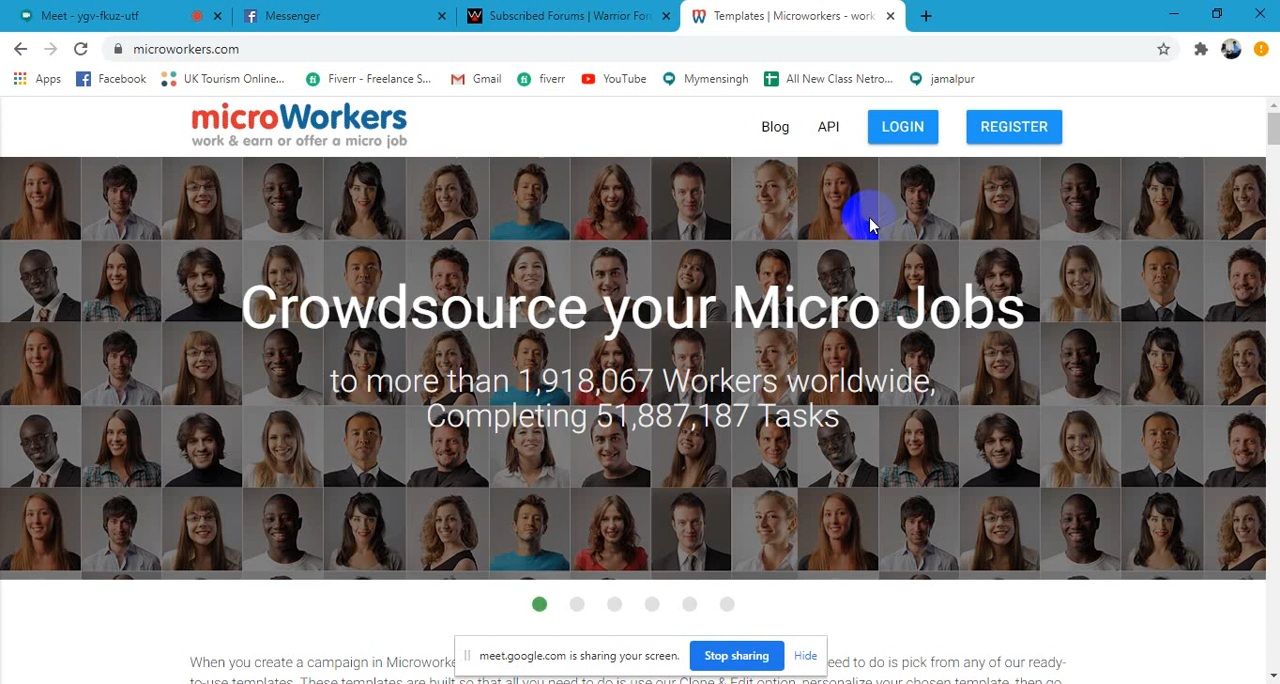 Meet - ygv-fkuz-utf
Messenger
Subscribed Forums | Warrior For
Templates | Microworkers - work
microworkers.com
Apps
Facebook
UK Tourism Online...
Fiverr - Freelance S...
Gmail
fiverr
YouTube
Mymensingh
All New Class Netro...
jamalpur
microWorkers
work & earn or offer a micro job
Blog
API
LOGIN
REGISTER
Crowdsource your Micro Jobs
to more than 1,918,067 Workers worldwide,
Completing 51,887,187 Tasks
meet.google.com is sharing your screen.
Stop sharing
Hide
When you create a campaign in Microworke eed to do is pick from any of our ready-
to-use templates. These templates are built so that all you need to do is use our Clone & Edit option, personalize your chosen template, then go